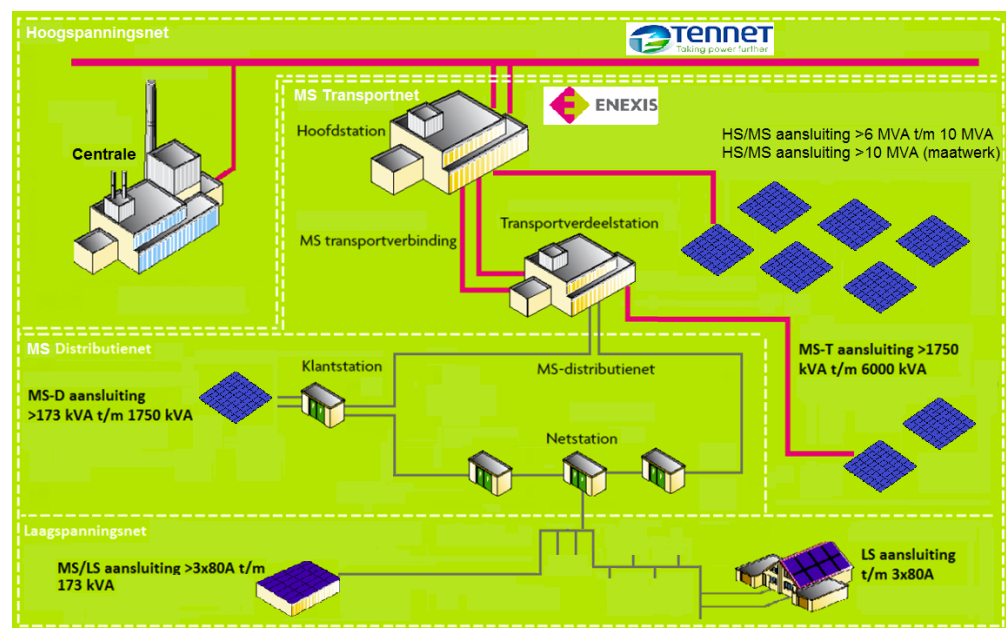 Hoogspanningsnet
TENNET
Taking power further
MS Transportnet
ENEXIS
Hoofdstation
HS/MS aansluiting >6 MVA t/m 10 MVA
HS/MS aansluiting >10 MVA (maatwerk)
Centrale
Transportverdeelstation
MS transportverbinding
MS Distributienet
Klantstation
MS-distributienet
MS-T aansluiting >1750
kVA t/m 6000 kVA
MS-D aansluiting
>173 kVA t/m 1750 kVA
Netstation
Laagspanningsnet
MS/LS aansluiting >3x80A t/m
173 kVA
LS aansluiting
t/m 3x80A